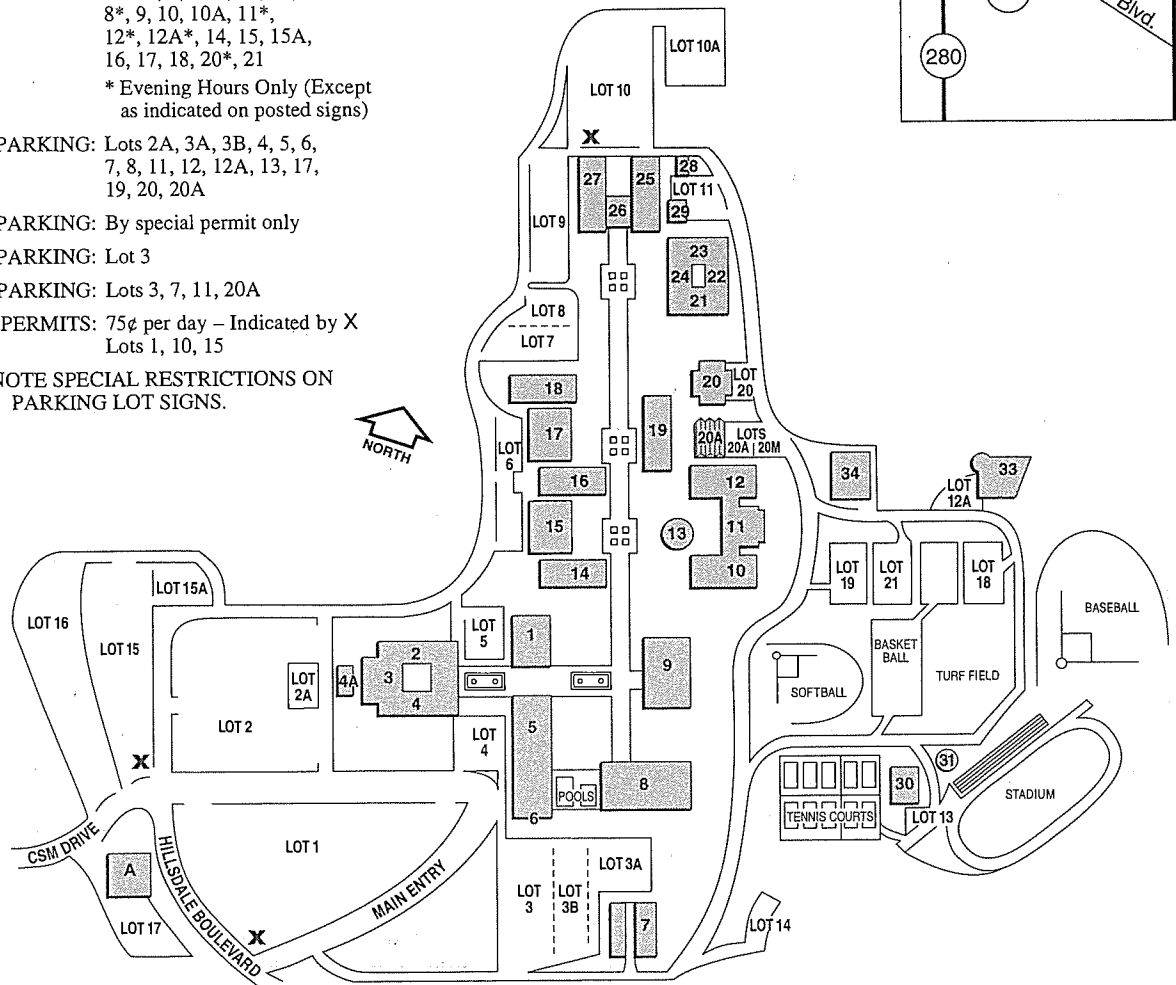 8*, 9, 10, 10A, 11*,
12*, 12A*, 14, 15, 15A,
16, 17, 18, 20*, 21
* Evening Hours Only (Except
as indicated on posted signs)
PARKING: Lots 2A, 3A, 3B, 4, 5, 6,
7, 8, 11, 12, 12A, 13, 17,
19, 20, 20A
PARKING: By special permit only
PARKING: Lot 3
PARKING: Lots 3, 7, 11, 20A
PERMITS: 75¢ per day – Indicated by X
Lots 1, 10, 15
NOTE SPECIAL RESTRICTIONS ON
PARKING LOT SIGNS.
Blvd.
280
NORTH
LOT 10A
LOT 10
X
27
25
28
LOT 11
26
29
LOT 9
23
24
22
21
LOT 8
LOT 7
18
20
LOT
20
17
19
20A
LOTS
20A | 20M
LOT
6
16
12
34
33
LOT
12A
15
13
11
14
10
LOT
19
LOT
21
LOT
18
BASEBALL
LOT 16
LOT 15
LOT 15A
LOT
5
1
2
3
4
4A
LOT
2A
9
BASKET
BALL
SOFTBALL
TURF FIELD
LOT 2
LOT
4
5
6
POOLS
8
X
31
30
STADIUM
TENNIS COURTS
LOT 13
CSM DRIVE
A
HILLSDALE BOULEVARD
LOT 1
MAIN ENTRY
LOT
3
LOT
3B
LOT 3A
7
LOT 14
LOT 17
X